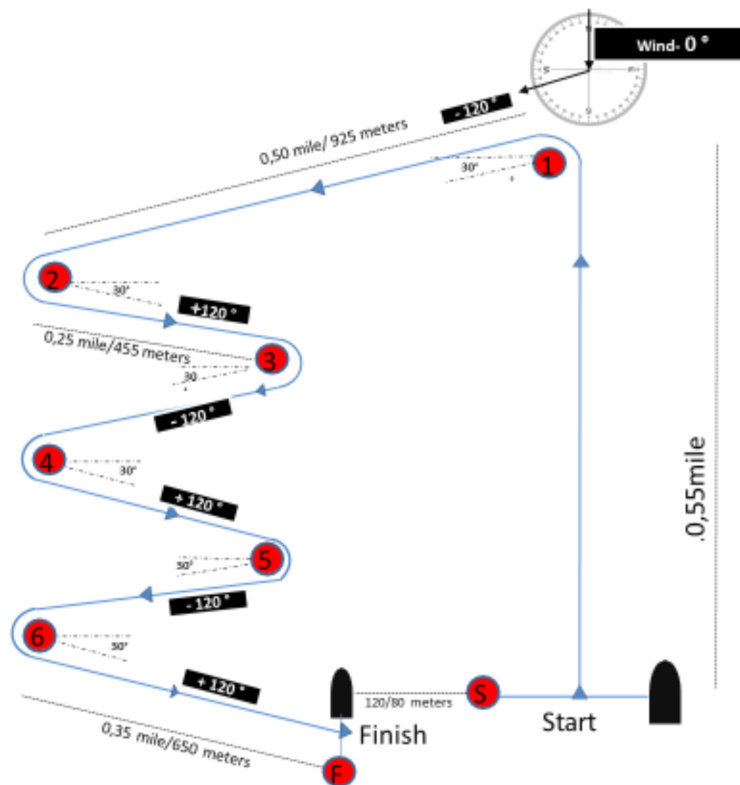 Wind- 0 °
- 120 °
0,50 mile/ 925 meters
1
30°
2
30°
+120 °
0,25 mile/455 meters
3
30
- 120 °
4
30°
+ 120 °
5
30°
- 120 °
6
30°
+ 120 °
.0,55mile
S
120/80 meters
Start
Finish
0,35 mile/650 meters
F